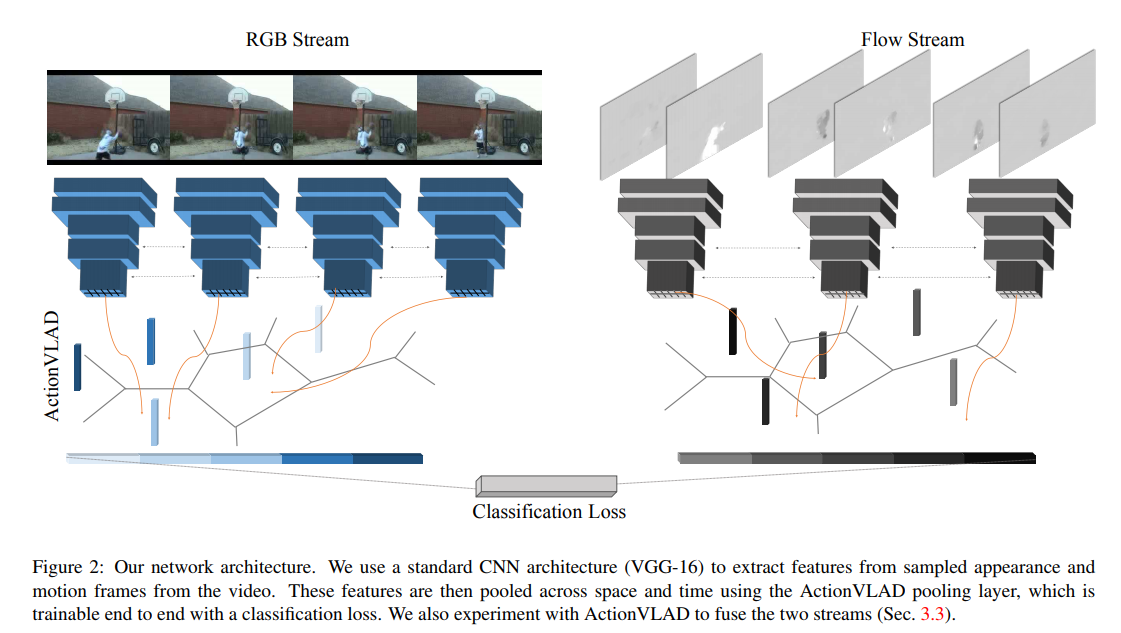 RGB Stream
Flow Stream
ActionVLAD
Classification Loss
Figure 2: Our network architecture. We use a standard CNN architecture (VGG-16) to extract features from sampled appearance and
motion frames from the video. These features are then pooled across space and time using the ActionVLAD pooling layer, which is
trainable end to end with a classification loss. We also experiment with ActionVLAD to fuse the two streams (Sec. 3.3).